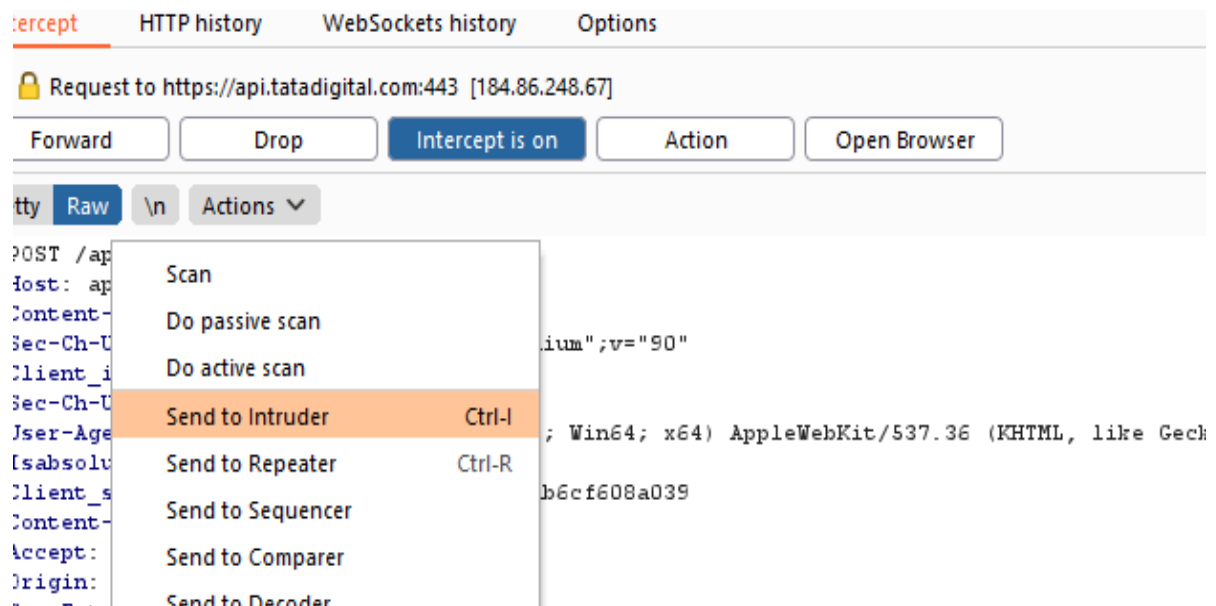 tercept HTTP history WebSockets history Options
Request to https://api.tatadigital.com:443 [184.86.248.67]
Forward Drop Intercept is on Action Open Browser
tty Raw \n Actions
POST /ap
Host: ap
Scan
Content-
Do passive scan
Sec-Ch-U ium";v="90"
Client_i
Do active scan
Sec-Ch-U
Send to Intruder Ctrl-I
User-Age ; Win64; x64) AppleWebKit/537.36 (KHTML, like Geck
Isabsolu
Send to Repeater Ctrl-R
Client_s b6cf608a039
Send to Sequencer
Content-
Accept:
Send to Comparer
Origin:
Send to Decoder